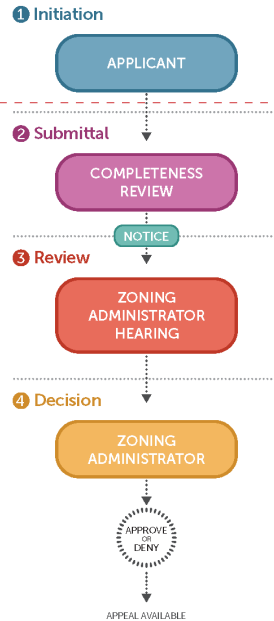 1 Initiation
APPLICANT
2 Submittal
COMPLETENESS
REVIEW
NOTICE
3 Review
ZONING
ADMINISTRATOR
HEARING
4 Decision
ZONING
ADMINISTRATOR
APPROVE
OR
DENY
APPEAL AVAILABLE